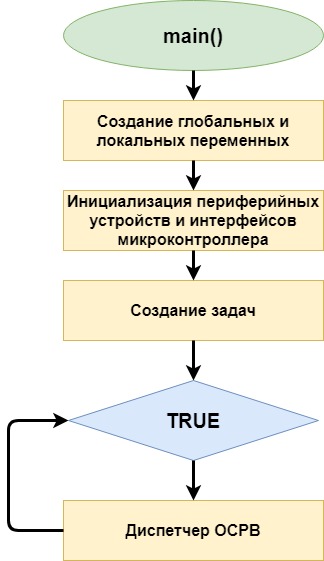 main()
Создание глобальных и
локальных переменных
Инициализация периферийных
устройств и интерфейсов
микроконтроллера
Создание задач
TRUE
Диспетчер ОСРВ